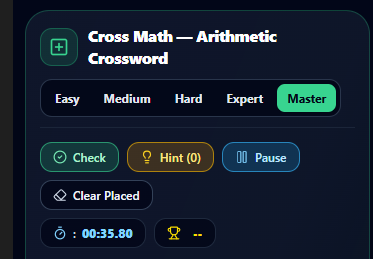 Cross Math — Arithmetic
Crossword
Easy Medium Hard Expert Master
Check Hint (0) Pause
Clear Placed
: 00:35.80 --